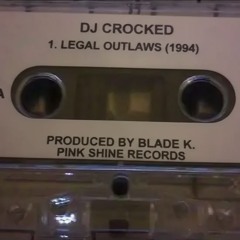 DJ CROCKED
1. LEGAL OUTLAWS (1994)
A
PRODUCED BY BLADE K.
PINK SHINE RECORDS